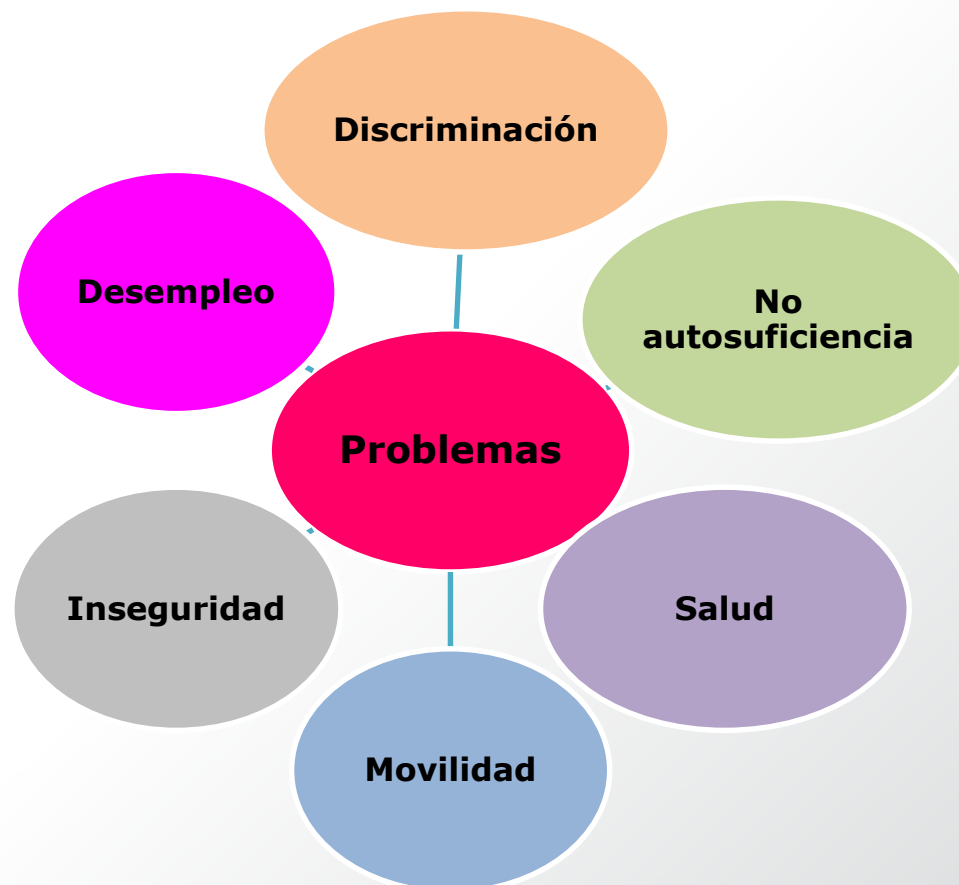 Discriminación
Desempleo
No
autosuficiencia
Problemas
Inseguridad
Salud
Movilidad